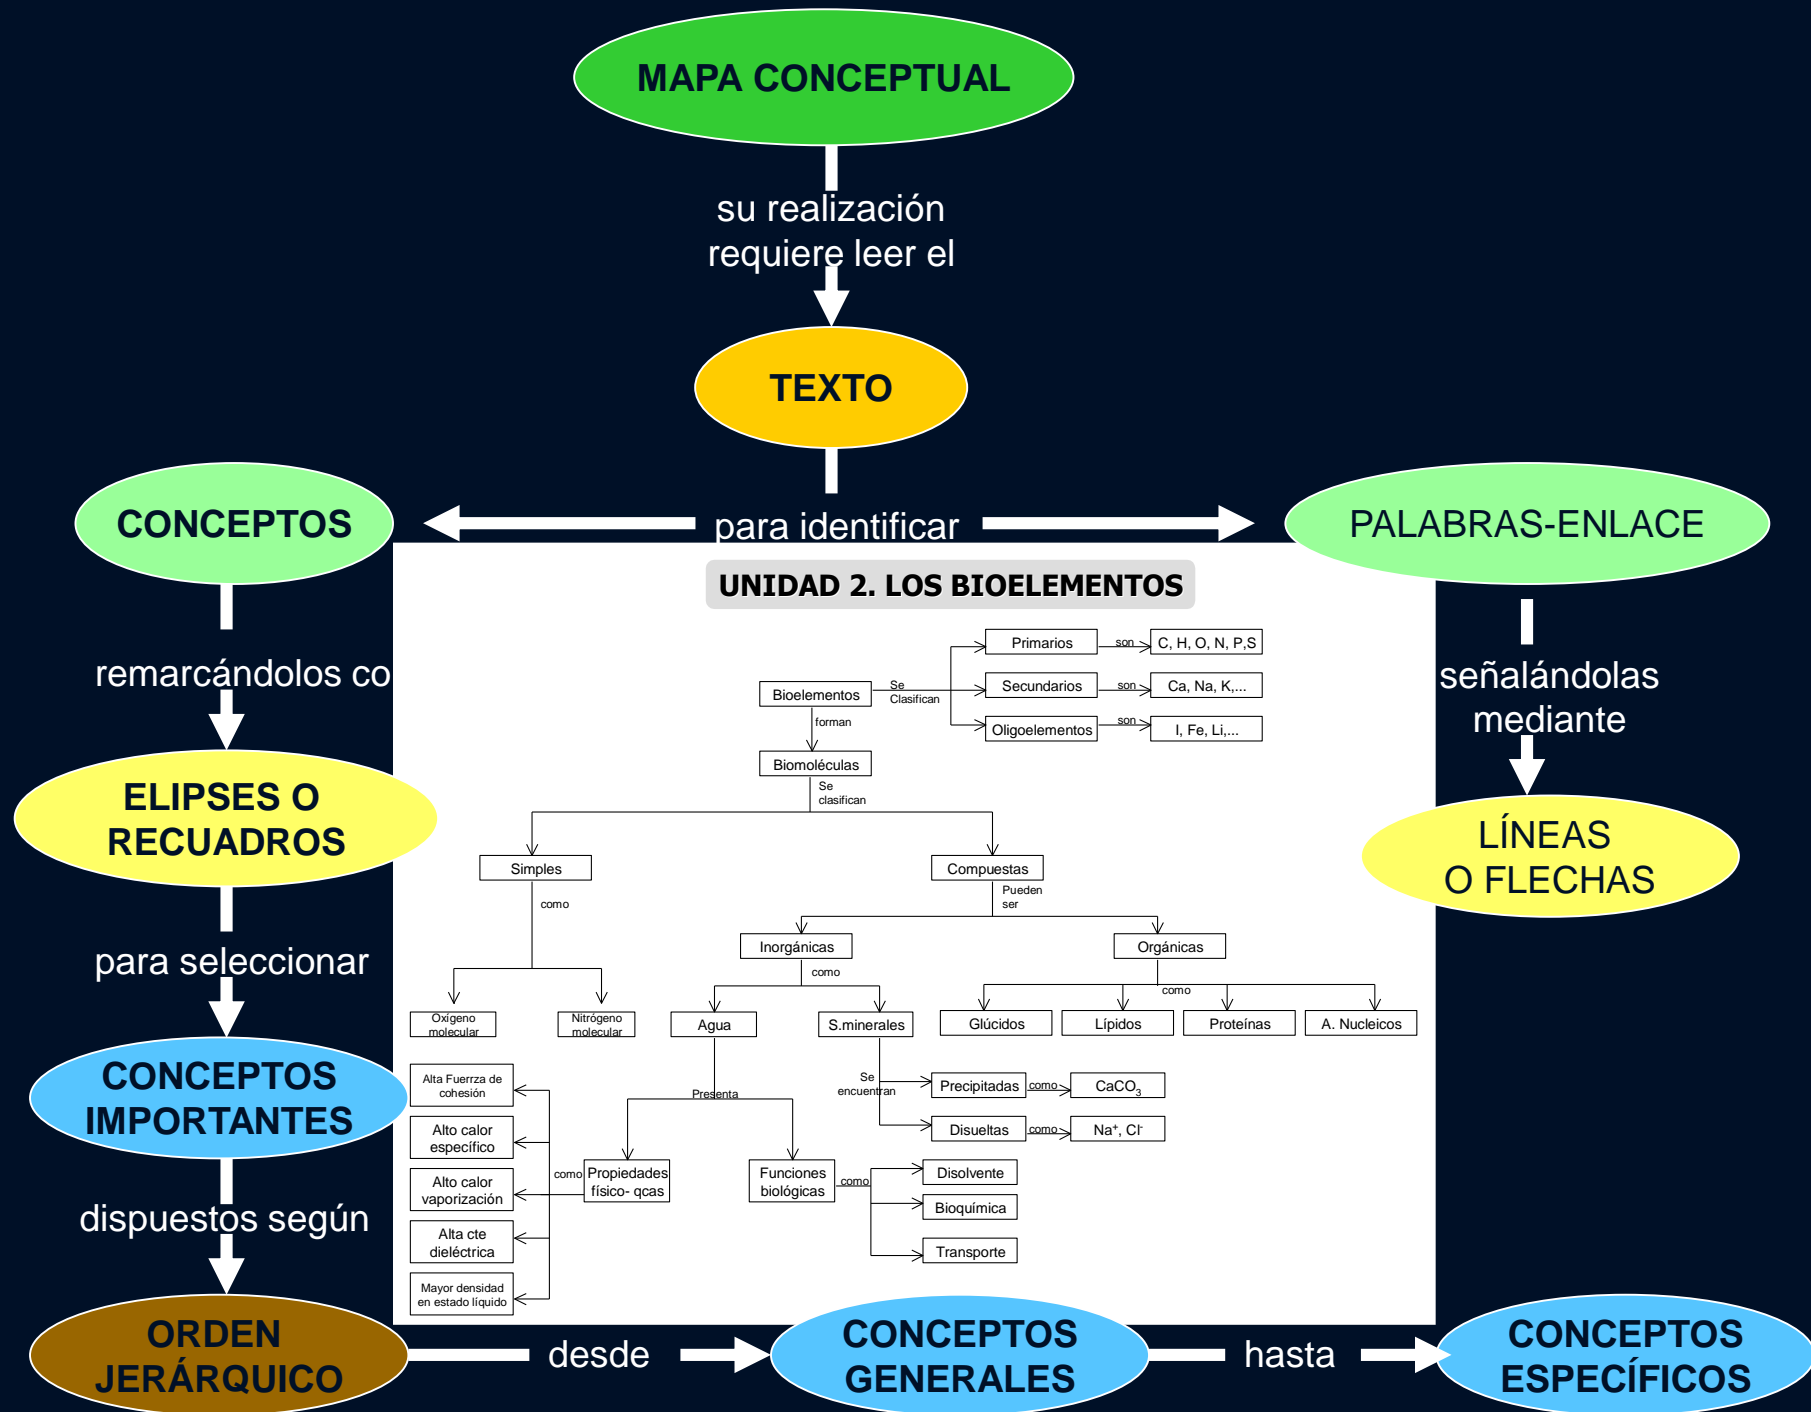 MAPA CONCEPTUAL
su realización
requiere leer el
TEXTO
CONCEPTOS
para identificar
PALABRAS-ENLACE
remarcándolos co
señalándolas
mediante
ELIPSES O
RECUADROS
LÍNEAS
O FLECHAS
para seleccionar
CONCEPTOS
IMPORTANTES
dispuestos según
ORDEN
JERÁRQUICO
desde
CONCEPTOS
GENERALES
hasta
CONCEPTOS
ESPECÍFICOS
UNIDAD 2. LOS BIOELEMENTOS
Bioelementos
Se
Clasifican
Primarios
son
C, H, O, N, P,S
Secundarios
son
Ca, Na, K,...
Oligoelementos
son
I, Fe, Li,...
forman
Biomoléculas
Se
clasifican
Simples
Compuestas
como
Pueden
ser
Inorgánicas
Orgánicas
como
como
Oxígeno
molecular
Nitrógeno
molecular
Agua
S.minerales
Glúcidos
Lípidos
Proteínas
A. Nucleicos
Se
encuentran
Precipitadas
como
CaCO₃
Disueltas
como
Na⁺, Cl⁻
Presenta
Propiedades
físico- qcas
como
Alta Fuerrza de
cohesión
Alto calor
específico
Alto calor
vaporización
Alta cte
dieléctrica
Mayor densidad
en estado líquido
Funciones
biológicas
como
Disolvente
Bioquímica
Transporte